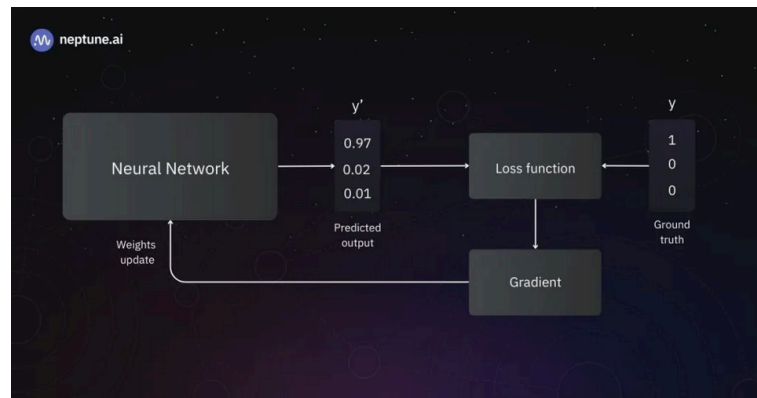 neptune.ai
y'
y
Neural Network
0.97
0.02
0.01
Loss function
1
0
0
Predicted
output
Ground
truth
Weights
update
Gradient